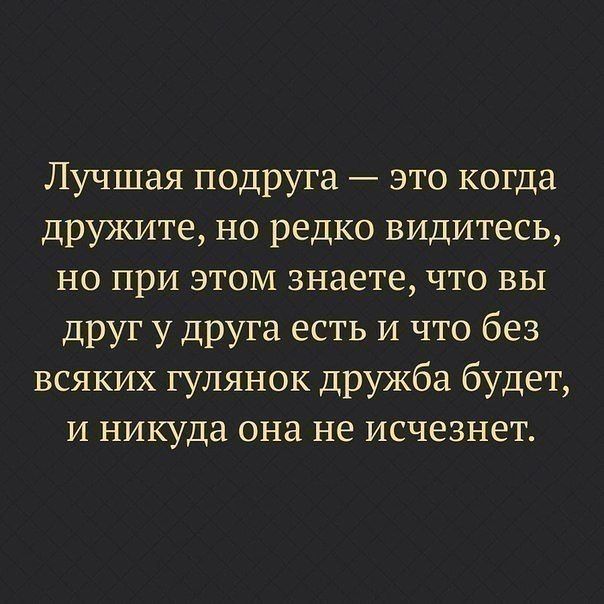 Лучшая подруга — это когда
дружите, но редко видитесь,
но при этом знаете, что вы
друг у друга есть и что без
всяких гулянок дружба будет,
и никуда она не исчезнет.